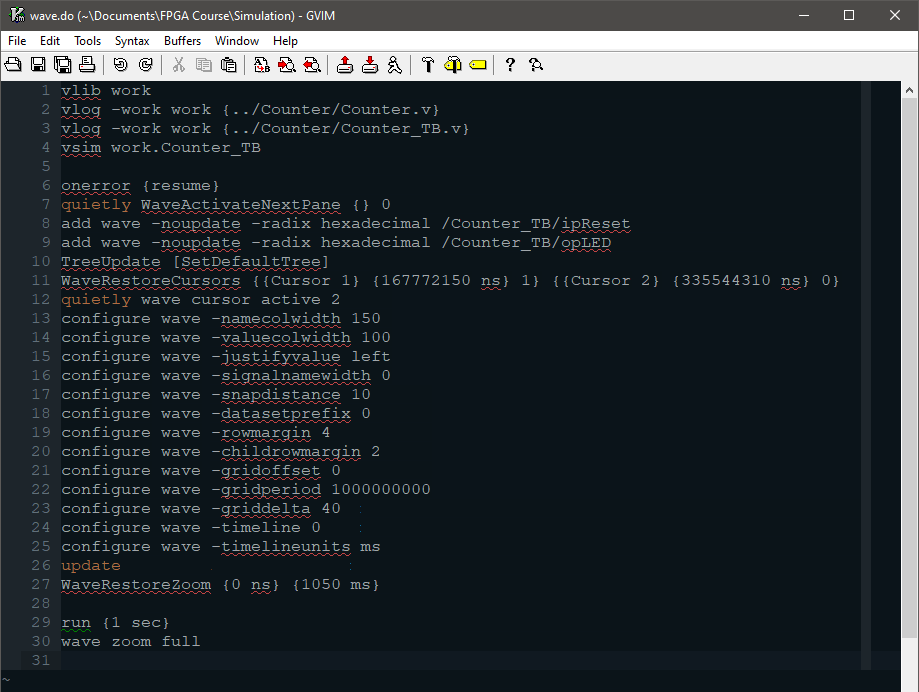 wave.do (~\Documents\FPGA Course\Simulation) - GVIM
File Edit Tools Syntax Buffers Window Help
1 vlib work
2 vlog -work work {../Counter/Counter.v}
3 vlog -work work {../Counter/Counter_TB.v}
4 vsim work.Counter_TB
5
6 onerror {resume}
7 quietly WaveActivateNextPane {} 0
8 add wave -noupdate -radix hexadecimal /Counter_TB/ipReset
9 add wave -noupdate -radix hexadecimal /Counter_TB/opLED
10 TreeUpdate [SetDefaultTree]
11 WaveRestoreCursors {{Cursor 1} {167772150 ns} 1} {{Cursor 2} {335544310 ns} 0}
12 quietly wave cursor active 2
13 configure wave -namecolwidth 150
14 configure wave -valuecolwidth 100
15 configure wave -justifyvalue left
16 configure wave -signalnamewidth 0
17 configure wave -snapdistance 10
18 configure wave -datasetprefix 0
19 configure wave -rowmargin 4
20 configure wave -childrowmargin 2
21 configure wave -gridoffset 0
22 configure wave -gridperiod 1000000000
23 configure wave -griddelta 40
24 configure wave -timeline 0
25 configure wave -timelineunits ms
26 update
27 WaveRestoreZoom {0 ns} {1050 ms}
28
29 run {1 sec}
30 wave zoom full
31
~